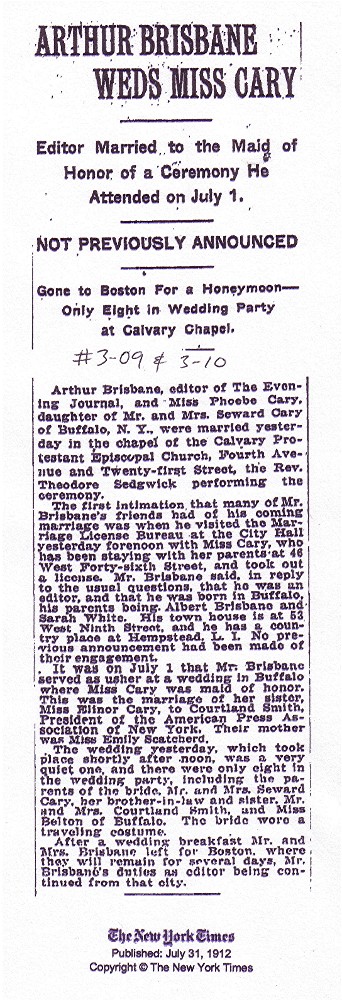 ARTHUR BRISBANE
WEDS MISS CARY
Editor Married to the Maid of
Honor of a Ceremony He
Attended on July 1.
NOT PREVIOUSLY ANNOUNCED
Gone to Boston For a Honeymoon—
Only Eight in Wedding Party
at Calvary Chapel.
#3-09 & 3-10
Arthur Brisbane, editor of The Even-
ing Journal, and Miss Phoebe Cary,
daughter of Mr. and Mrs. Seward Cary
of Buffalo, N. Y., were married yester-
day in the chapel of the Calvary Pro-
testant Episcopal Church, Fourth Ave-
nue and Twenty-first Street, the Rev.
Theodore Sedgwick performing the
ceremony.
The first intimation that many of Mr.
Brisbane's friends had of his coming
marriage was when he visited the Mar-
riage License Bureau at the City Hall
yesterday forenoon with Miss Cary, who
has been staying with her parents at 46
West Forty-sixth Street, and took out
a license. Mr. Brisbane said, in reply
to the usual questions, that he was an
editor, and that he was born in Buffalo,
his parents being Albert Brisbane and
Sarah White. His town house is at 53
West Ninth Street, and he has a coun-
try place at Hempstead, L. I. No pre-
vious announcement had been made of
their engagement.
It was on July 1 that Mr. Brisbane
served as usher at a wedding in Buffalo
where Miss Cary was maid of honor.
This was the marriage of her sister,
Miss Elinor Cary, to Courtland Smith,
President of the American Press As-
sociation of New York. Their mother
was Miss Emily Scatcherd.
The wedding yesterday, which took
place shortly after noon, was a very
quiet one, and there were only eight in
the wedding party, including the pa-
rents of the bride, Mr. and Mrs. Seward
Cary, her brother-in-law and sister, Mr.
and Mrs. Courtland Smith, and Miss
Belton of Buffalo. The bride wore a
traveling costume.
After a wedding breakfast Mr. and
Mrs. Brisbane left for Boston, where
they will remain for several days, Mr.
Brisbane's duties as editor being con-
tinued from that city.
The New York Times
Published: July 31, 1912
Copyright © The New York Times